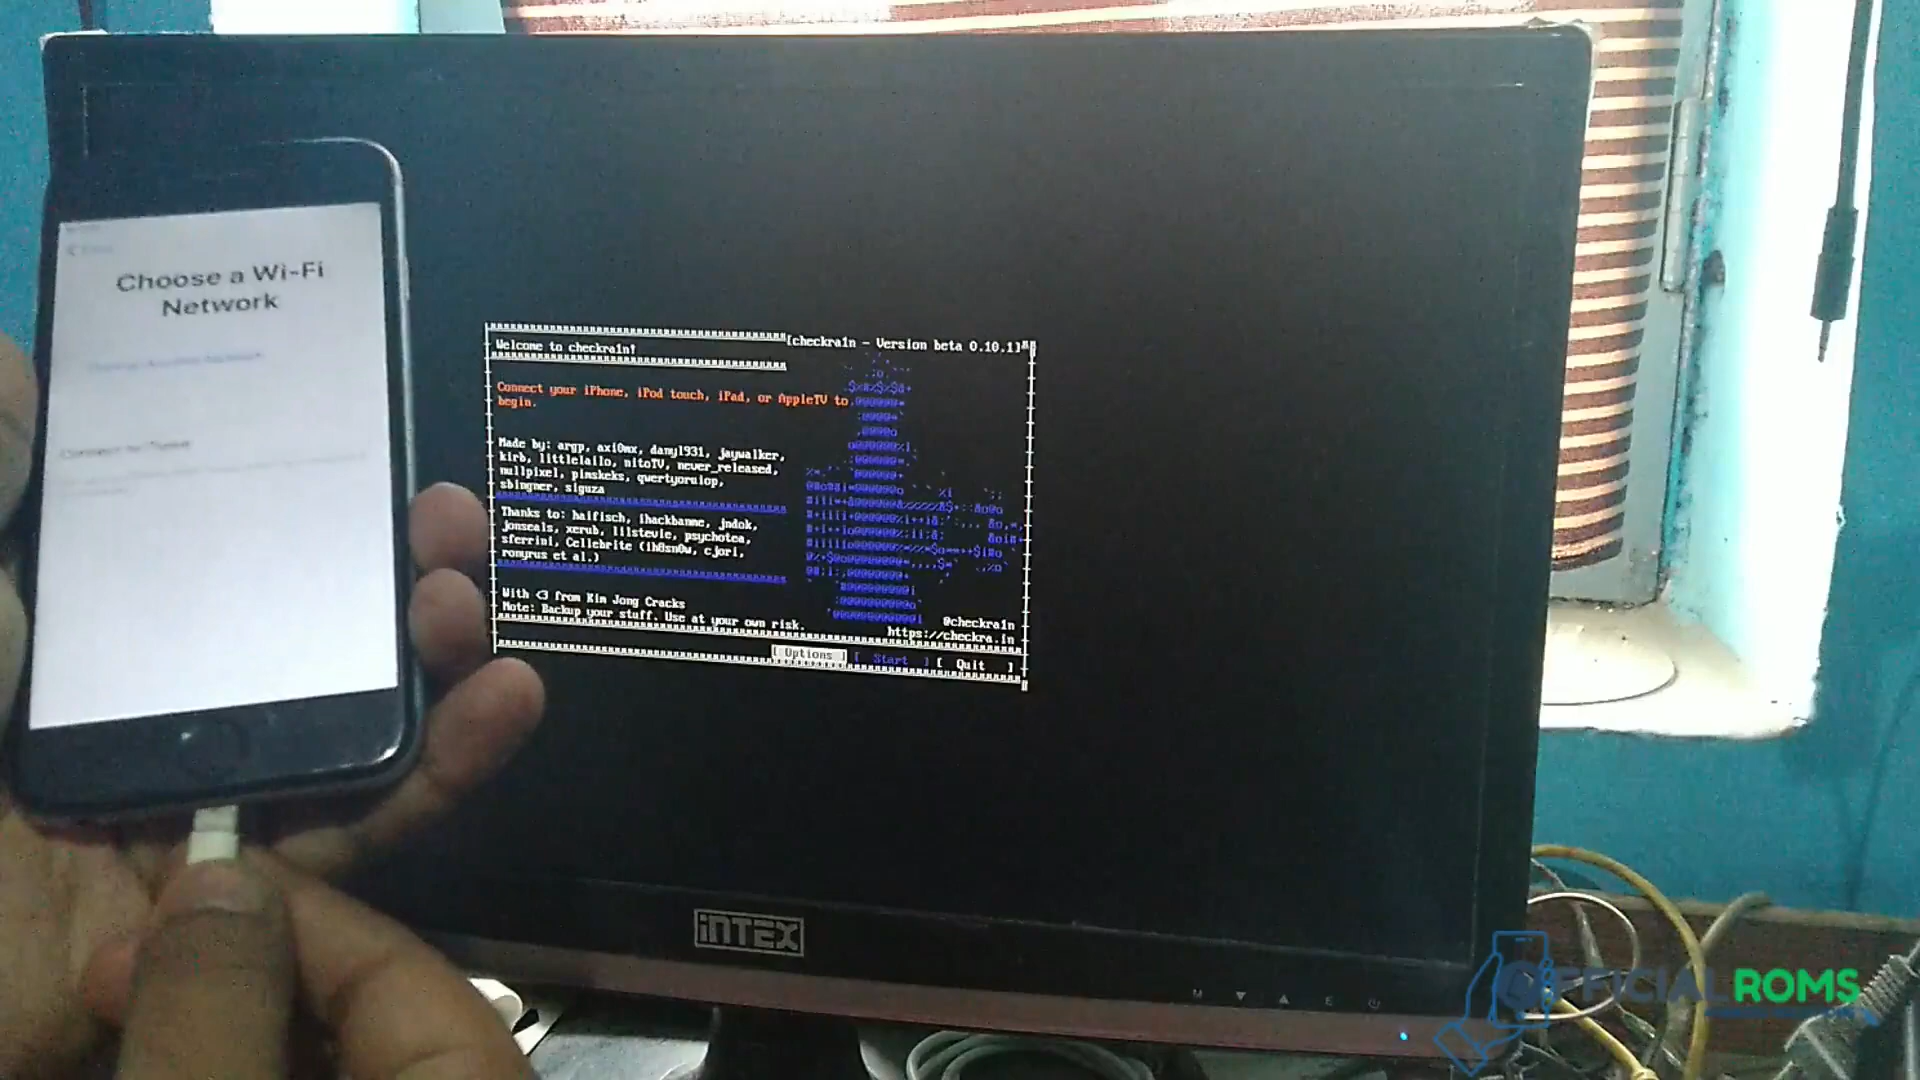 Choose a Wi-Fi
Network
[checkra1n - Version beta 0.10.1]
Welcome to checkra1n!
Connect your iPhone, iPod touch, iPad, or AppleTV to
begin.
Made by: argp, axi0mx, danyl931, jaywalker,
kirb, littlelailo, nitoTV, never_released,
nullpixel, pimskeks, qwertyoruiop,
sbingner, siguza
Thanks to: haifisch, ihackbanme, jndok,
jonseals, xerub, lilstevie, psychotea,
sferrini, Cellebrite (ih8sn0w, cjori,
ronyrus et al.)
With <3 from Kim Jong Cracks
Note: Backup your stuff. Use at your own risk.
@checkra1n
https://checkra.in
[ Options ] [ Start ] [ Quit ]
INTEX
OFFICIALROMS